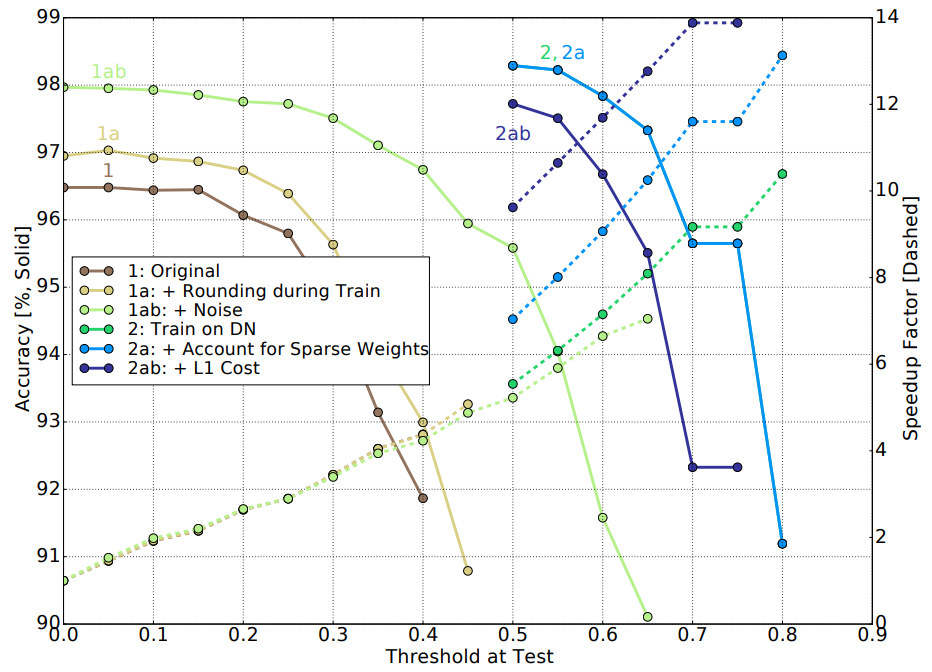 99
98
97
96
95
94
93
92
91
90
Accuracy [%, Solid]
14
12
10
8
6
4
2
0
Speedup Factor [Dashed]
1ab
1a
1
2, 2a
2ab
1: Original
1a: + Rounding during Train
1ab: + Noise
2: Train on DN
2a: + Account for Sparse Weights
2ab: + L1 Cost
0.0 0.1 0.2 0.3 0.4 0.5 0.6 0.7 0.8 0.9
Threshold at Test